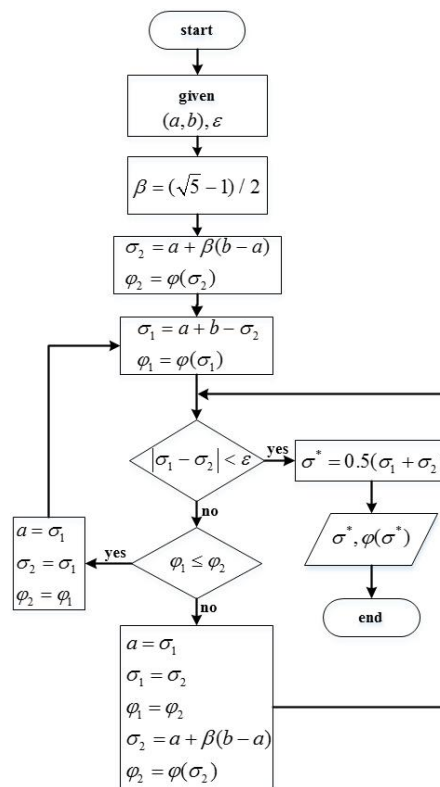 start
given
(a, b), ε
β = (√5 − 1) / 2
σ₂ = a + β(b − a)
φ₂ = φ(σ₂)
σ₁ = a + b − σ₂
φ₁ = φ(σ₁)
|σ₁ − σ₂| < ε
yes
σ* = 0.5(σ₁ + σ₂
no
σ*, φ(σ*)
a = σ₁
σ₂ = σ₁
φ₂ = φ₁
yes
φ₁ ≤ φ₂
end
no
a = σ₁
σ₁ = σ₂
φ₁ = φ₂
σ₂ = a + β(b − a)
φ₂ = φ(σ₂)